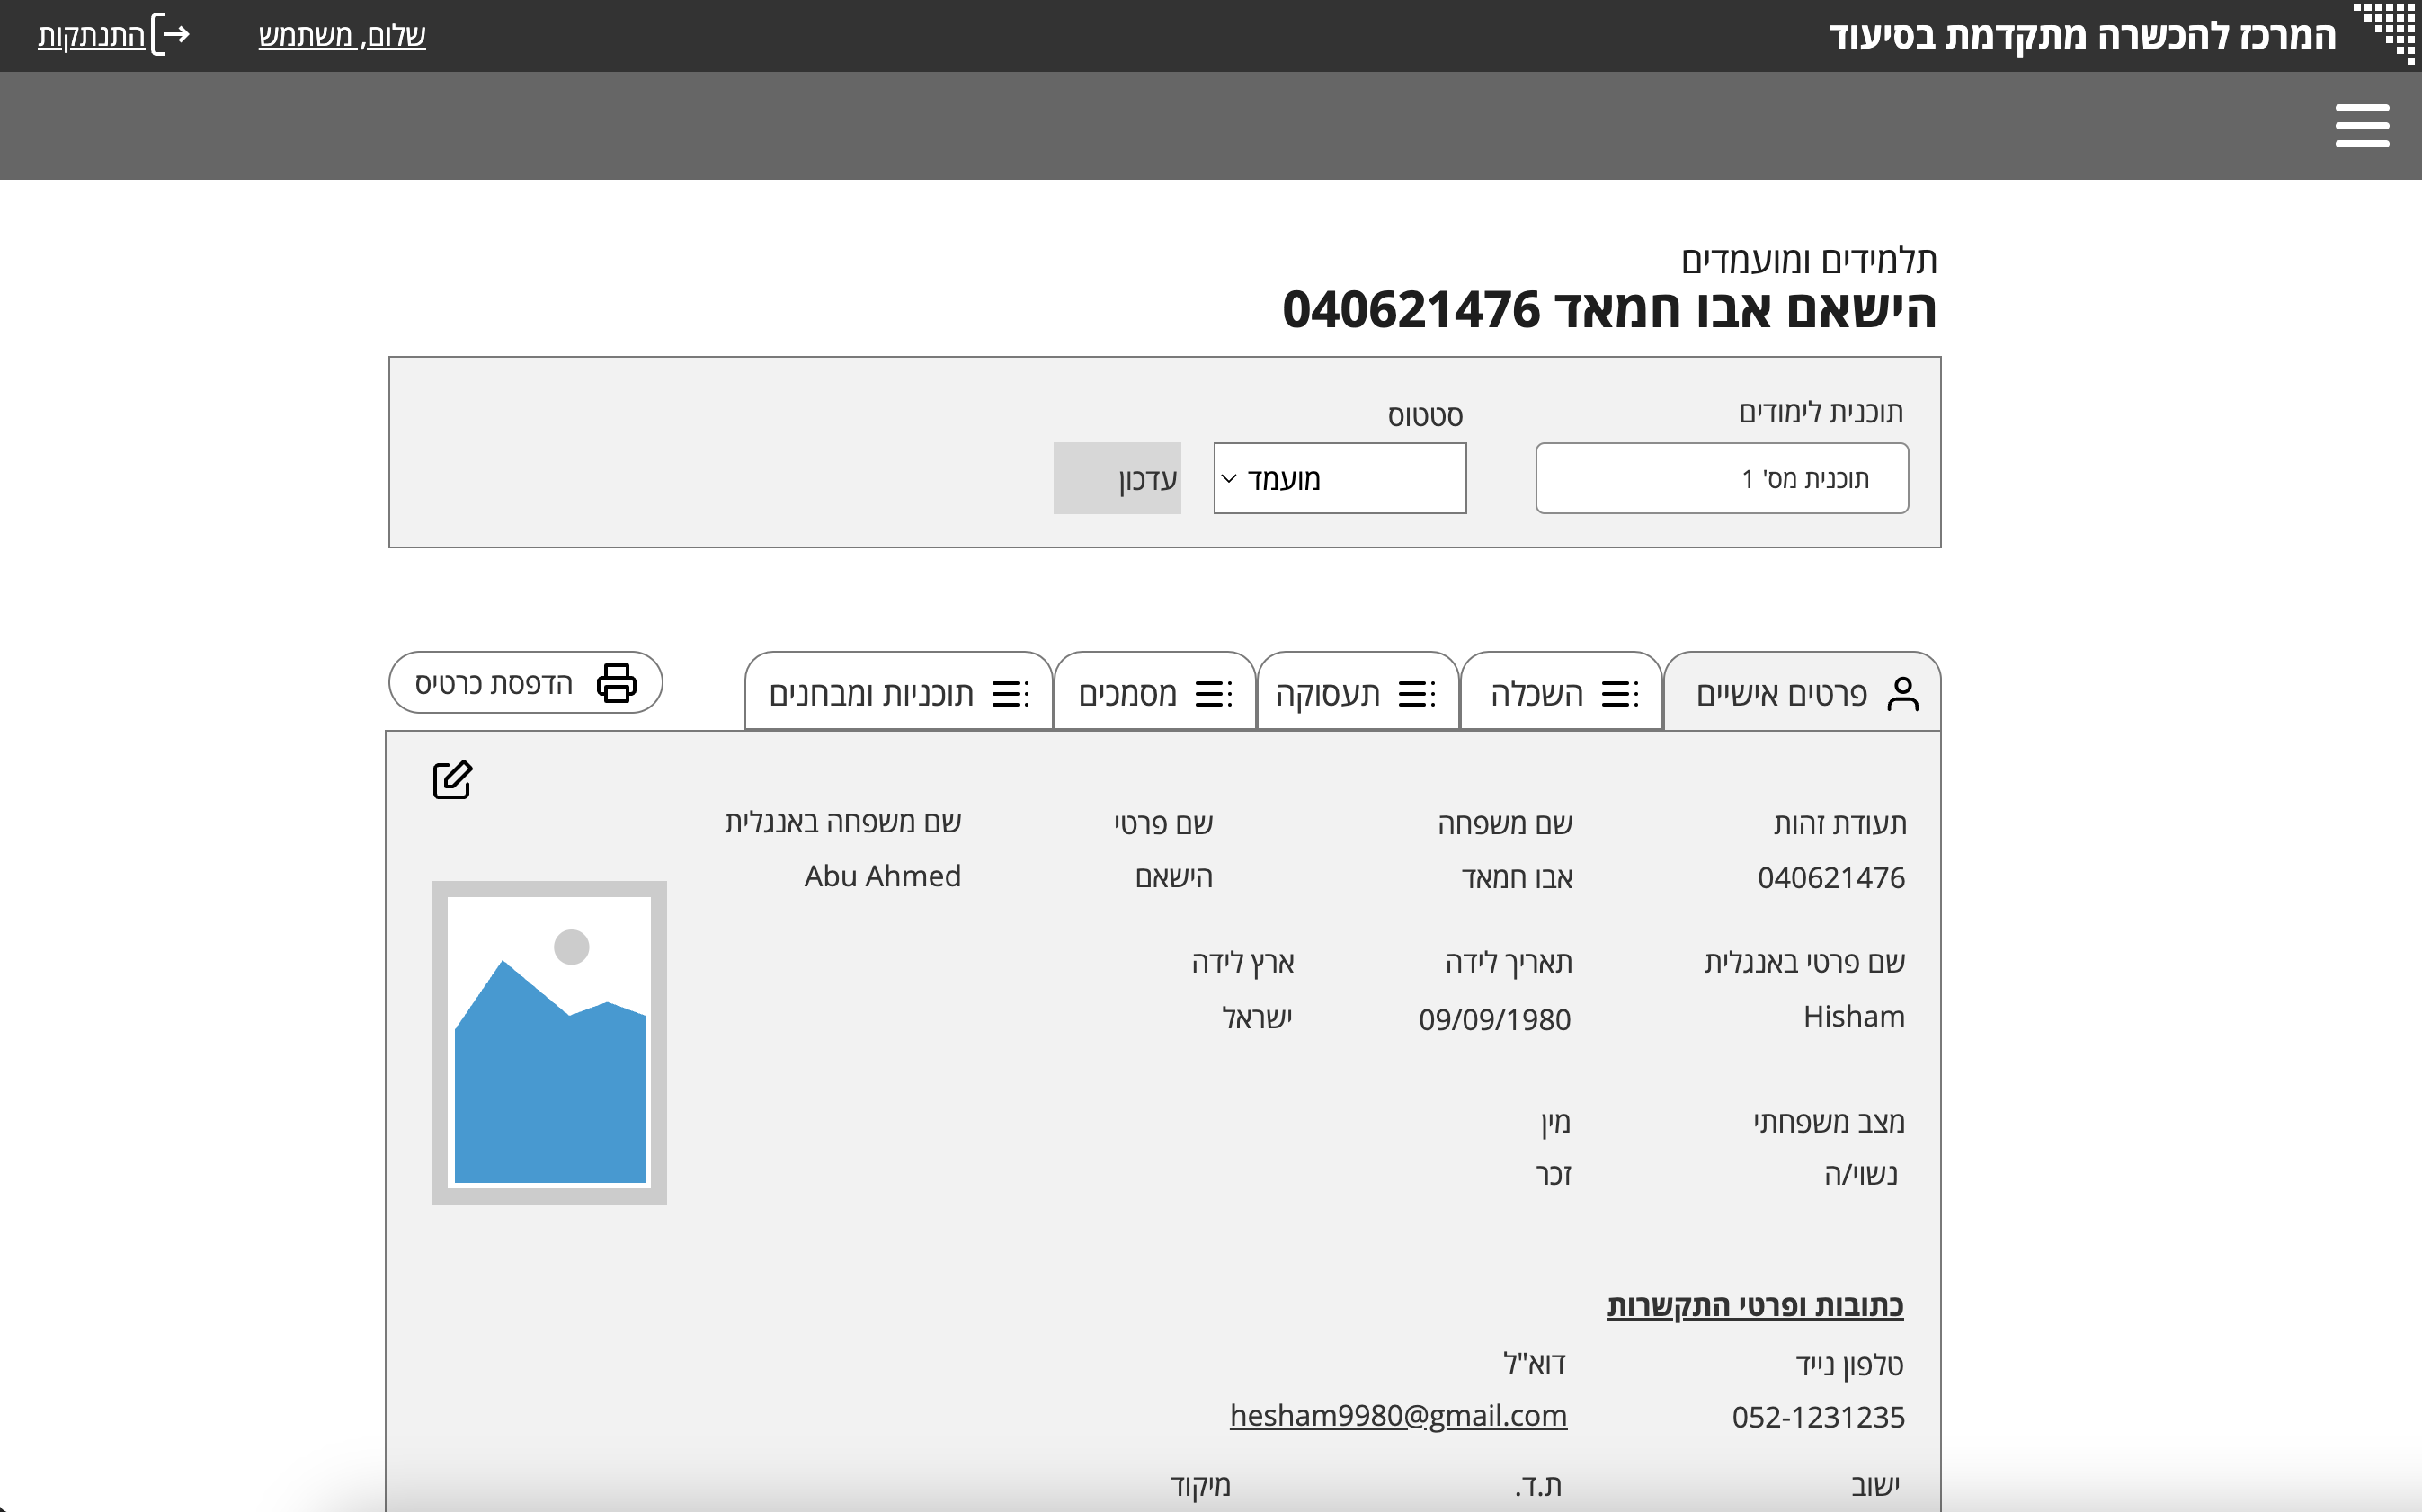 המרכז להכשרה מתקדמת בסיעוד
שלום, משתמש
התנתקות
תלמידים ומועמדים
הישאם אבו חמאד 040621476
תוכנית לימודים
סטטוס
תוכנית מס' 1
מועמד
עדכון
פרטים אישיים
השכלה
תעסוקה
מסמכים
תוכניות ומבחנים
הדפסת כרטיס
תעודת זהות
שם משפחה
שם פרטי
שם משפחה באנגלית
040621476
אבו חמאד
הישאם
Abu Ahmed
שם פרטי באנגלית
תאריך לידה
ארץ לידה
Hisham
09/09/1980
ישראל
מצב משפחתי
מין
נשוי/ה
זכר
כתובות ופרטי התקשרות
טלפון נייד
דוא"ל
052-1231235
hesham9980@gmail.com
ישוב
ת.ד.
מיקוד